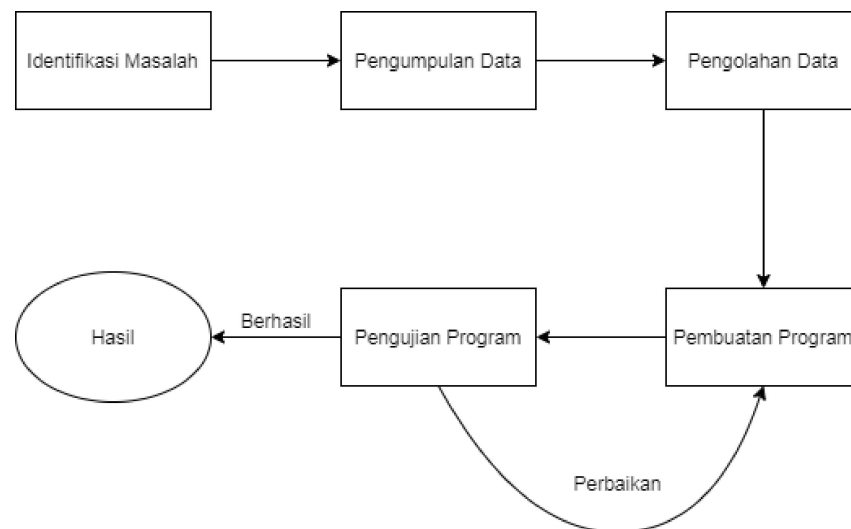 Identifikasi Masalah
Pengumpulan Data
Pengolahan Data
Pembuatan Program
Pengujian Program
Perbaikan
Berhasil
Hasil